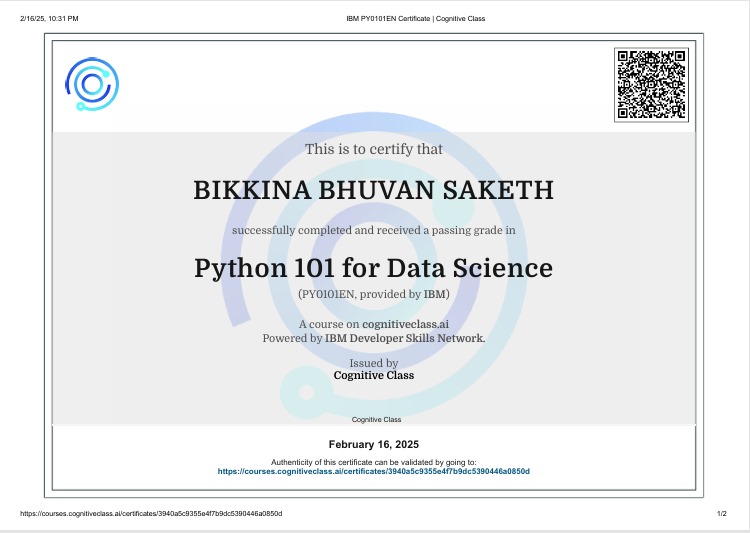 2/16/25, 10:31 PM
IBM PY0101EN Certificate | Cognitive Class
This is to certify that
BIKKINA BHUVAN SAKETH
successfully completed and received a passing grade in
Python 101 for Data Science
(PY0101EN, provided by IBM)
A course on cognitiveclass.ai
Powered by IBM Developer Skills Network.
Issued by
Cognitive Class
Cognitive Class
February 16, 2025
Authenticity of this certificate can be validated by going to:
https://courses.cognitiveclass.ai/certificates/3940a5c9355e4f7b9dc5390446a0850d
https://courses.cognitiveclass.ai/certificates/3940a5c9355e4f7b9dc5390446a0850d
1/2